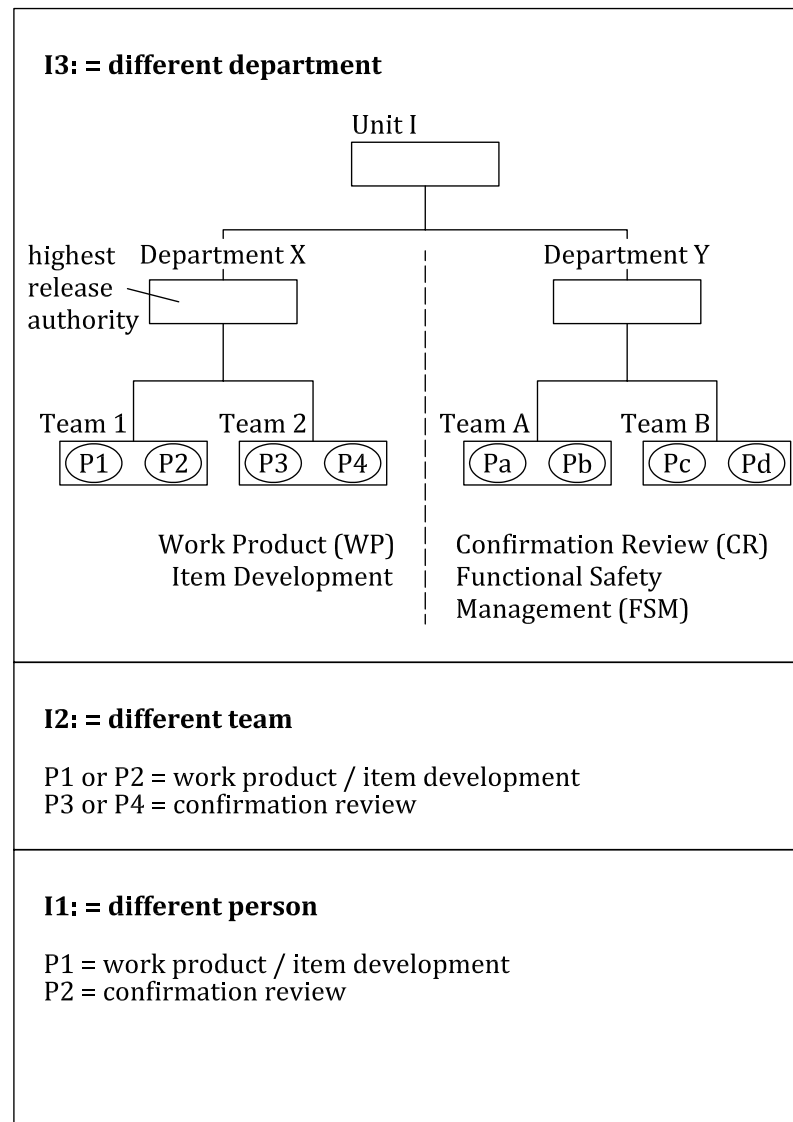 I3: = different department
Unit I
highest
release
authority
Department X
Department Y
Team 1
Team 2
Team A
Team B
P1
P2
P3
P4
Pa
Pb
Pc
Pd
Work Product (WP)
Item Development
Confirmation Review (CR)
Functional Safety
Management (FSM)
I2: = different team
P1 or P2 = work product / item development
P3 or P4 = confirmation review
I1: = different person
P1 = work product / item development
P2 = confirmation review